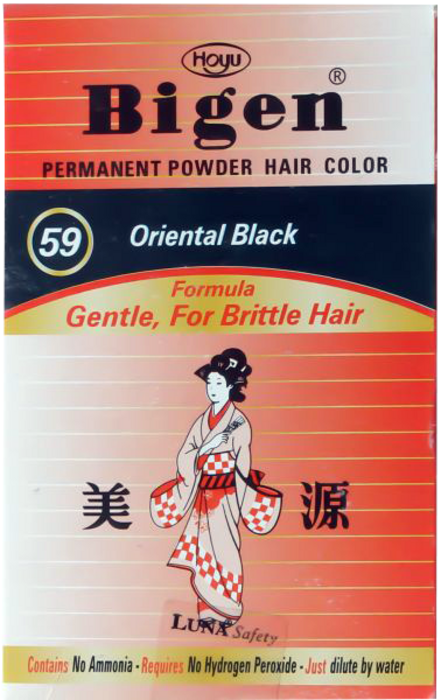 Hoyu
Bigen®
PERMANENT POWDER HAIR COLOR
59 Oriental Black
Formula
Gentle, For Brittle Hair
美 源
LUNA Safety
Contains No Ammonia - Requires No Hydrogen Peroxide - Just dilute by water